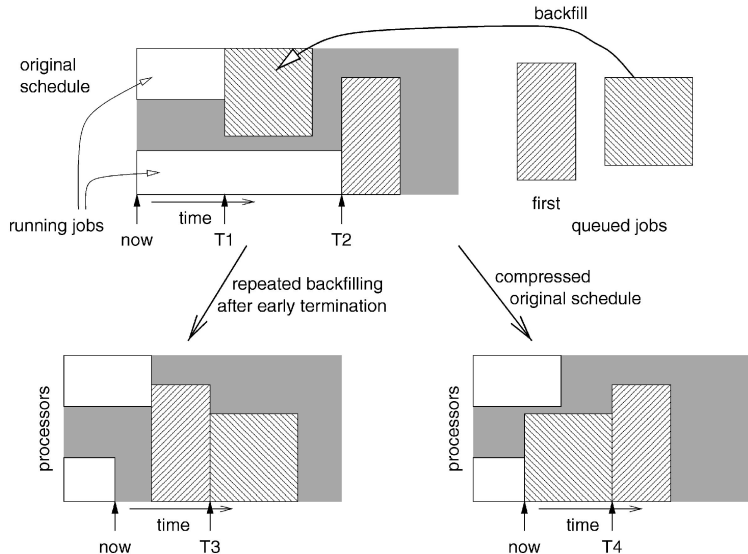 backfill
original
schedule
first
running jobs
time
queued jobs
now
T1
T2
repeated backfilling
after early termination
compressed
original schedule
processors
processors
time
time
now
T3
now
T4